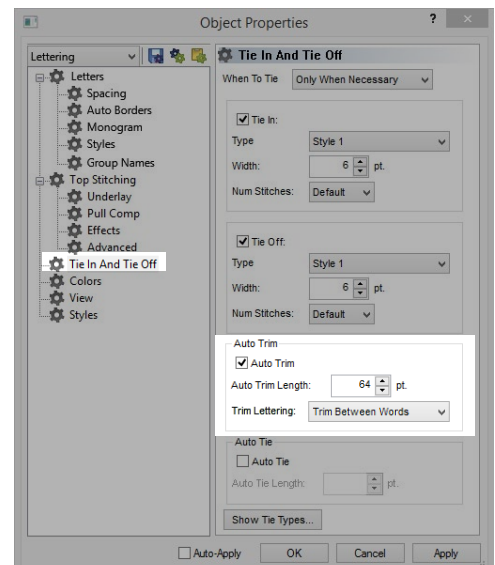 Object Properties ?
Lettering
Letters
Spacing
Auto Borders
Monogram
Styles
Group Names
Top Stitching
Underlay
Pull Comp
Effects
Advanced
Tie In And Tie Off
Colors
View
Styles
Tie In And Tie Off
When To Tie Only When Necessary
Tie In:
Type Style 1
Width: 6 pt.
Num Stitches: Default
Tie Off:
Type Style 1
Width: 6 pt.
Num Stitches: Default
Auto Trim
Auto Trim
Auto Trim Length: 64 pt.
Trim Lettering: Trim Between Words
Auto Tie
Auto Tie
Auto Tie Length: pt.
Show Tie Types...
Auto-Apply OK Cancel Apply